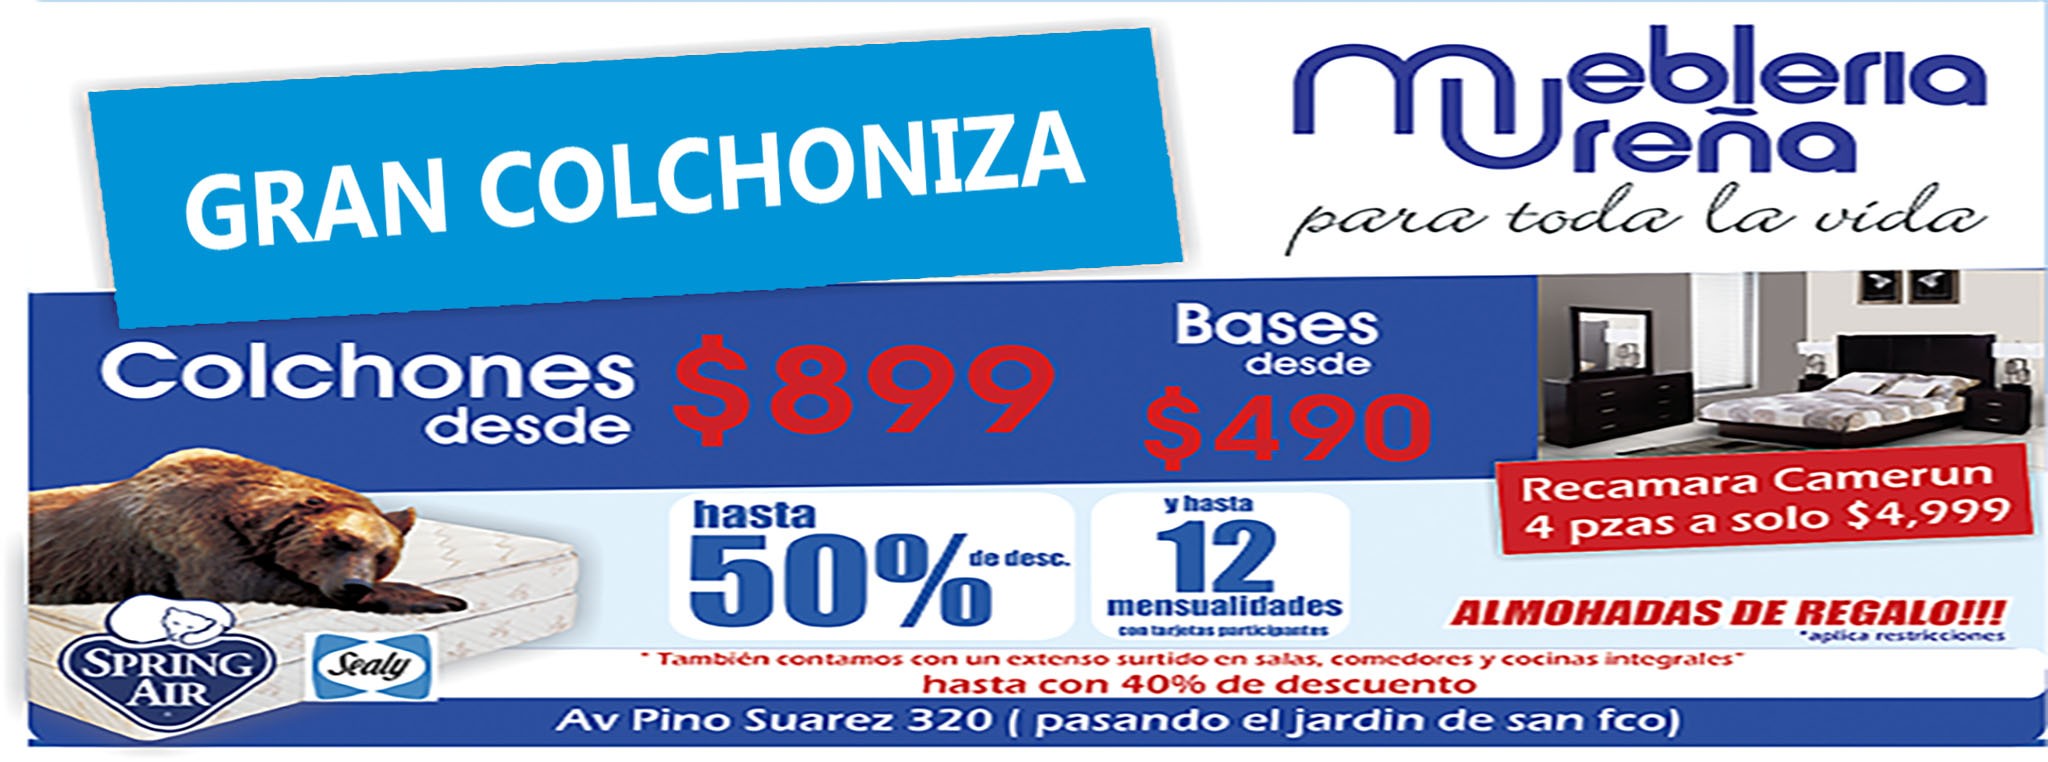 GRAN COLCHONIZA
Muebleria
Ureña
para toda la vida
Colchones
desde
$899
Bases
desde
$490
Recamara Camerun
4 pzas a solo $4,999
hasta
50%
de desc.
y hasta
12
mensualidades
con tarjetas participantes
ALMOHADAS DE REGALO!!!
*aplica restricciones
SPRING
AIR
Sealy
* También contamos con un extenso surtido en salas, comedores y cocinas integrales*
hasta con 40% de descuento
Av Pino Suarez 320 ( pasando el jardin de san fco)